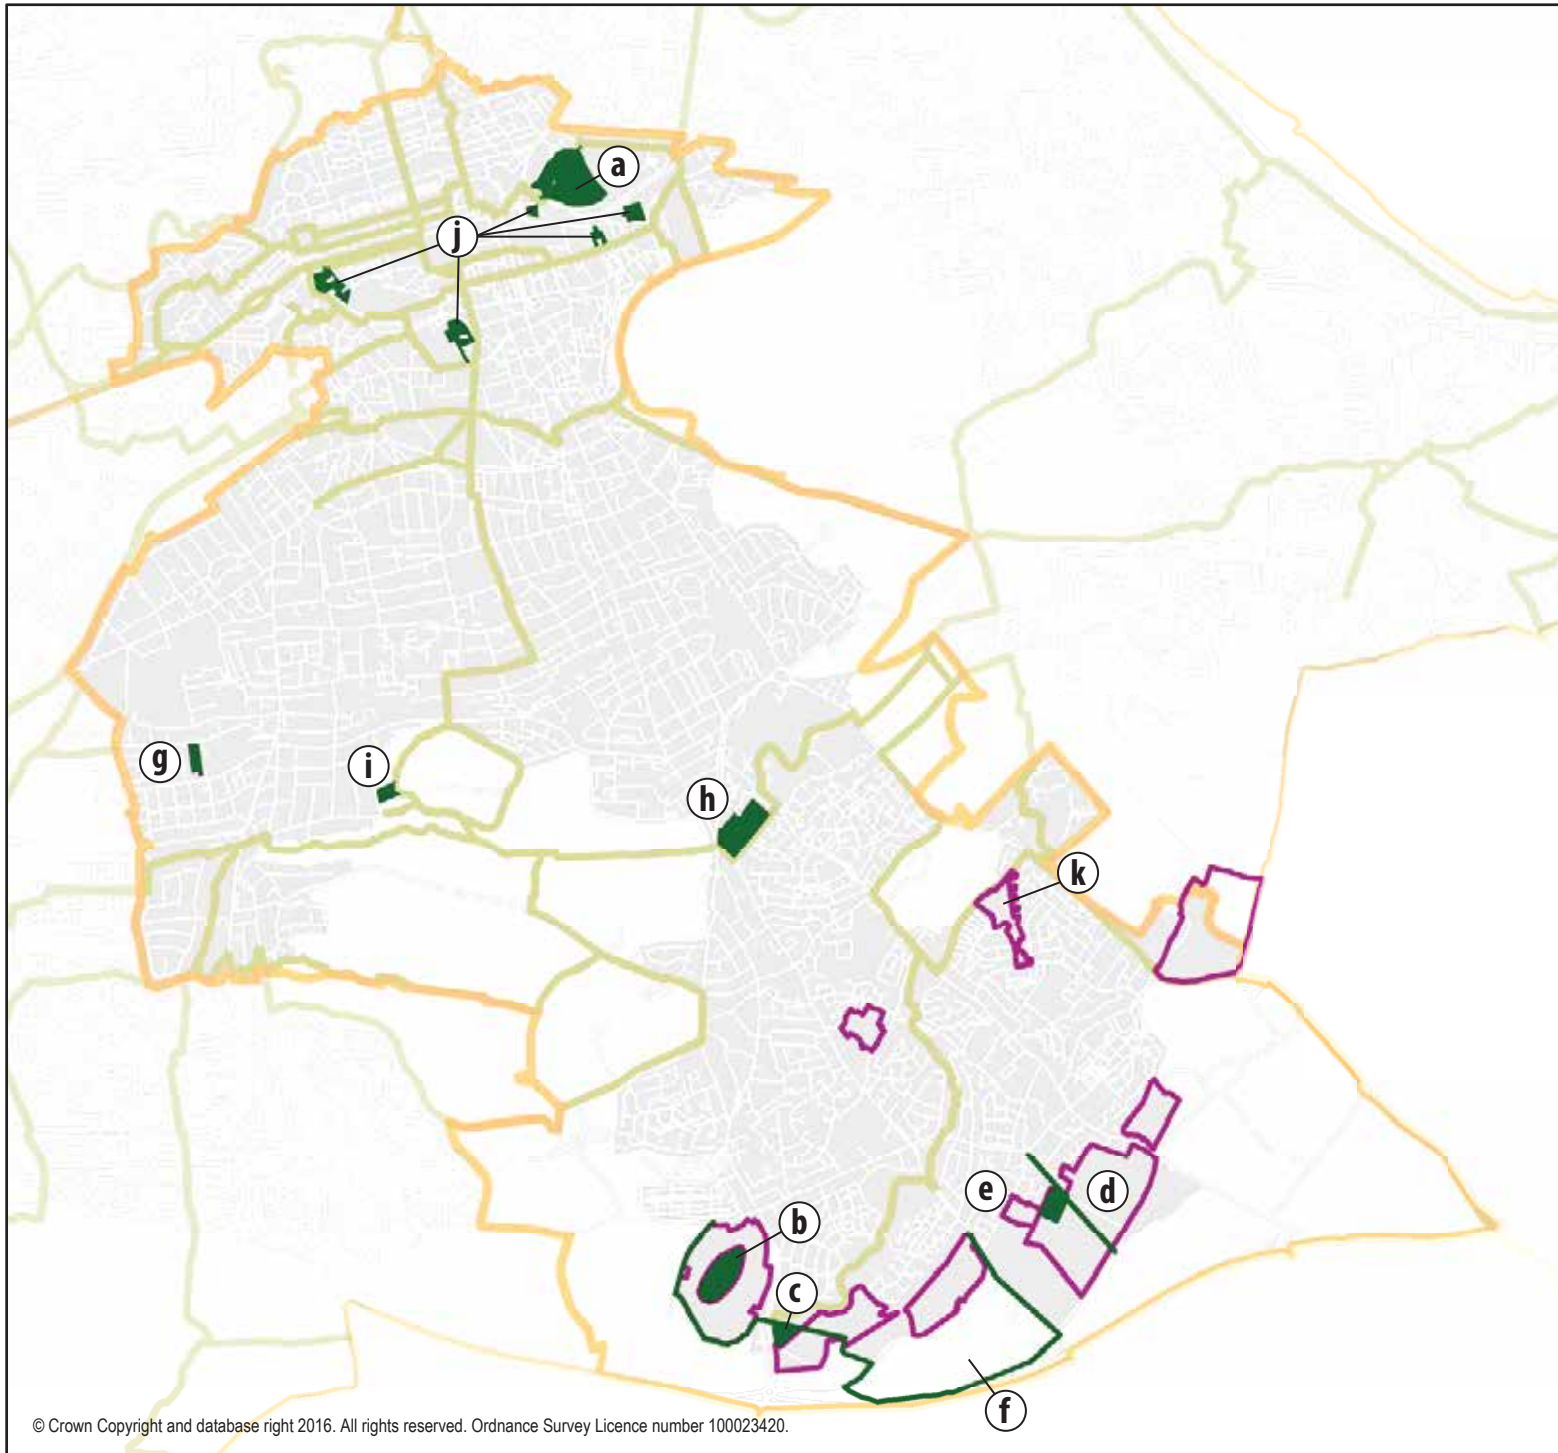 a
j
g
i
h
k
e
d
b
c
f
© Crown Copyright and database right 2016. All rights reserved. Ordnance Survey Licence number 100023420.